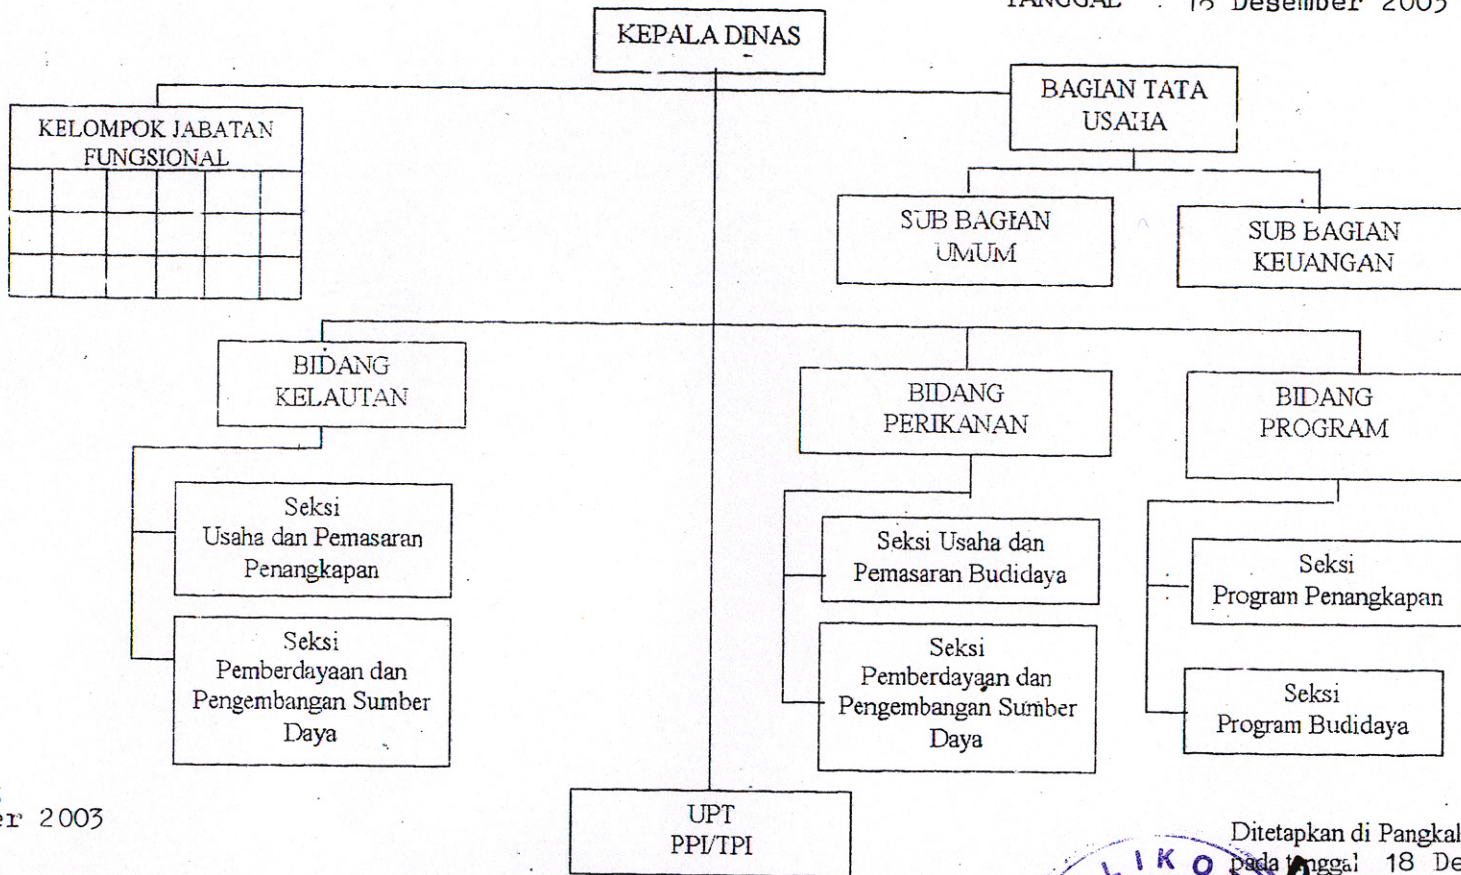 TANGGAL : 18 Desember 2003
KEPALA DINAS
BAGIAN TATA
USAHA
KELOMPOK JABATAN
FUNGSIONAL
SUB BAGIAN
UMUM
SUB BAGIAN
KEUANGAN
BIDANG
KELAUTAN
BIDANG
PERIKANAN
BIDANG
PROGRAM
Seksi
Usaha dan Pemasaran
Penangkapan
Seksi
Pemberdayaan dan
Pengembangan Sumber
Daya
Seksi Usaha dan
Pemasaran Budidaya
Seksi
Pemberdayaan dan
Pengembangan Sumber
Daya
Seksi
Program Penangkapan
Seksi
Program Budidaya
UPT
PPI/TPI
er 2003
Ditetapkan di Pangkal
pada tanggal 18 De
LIKO